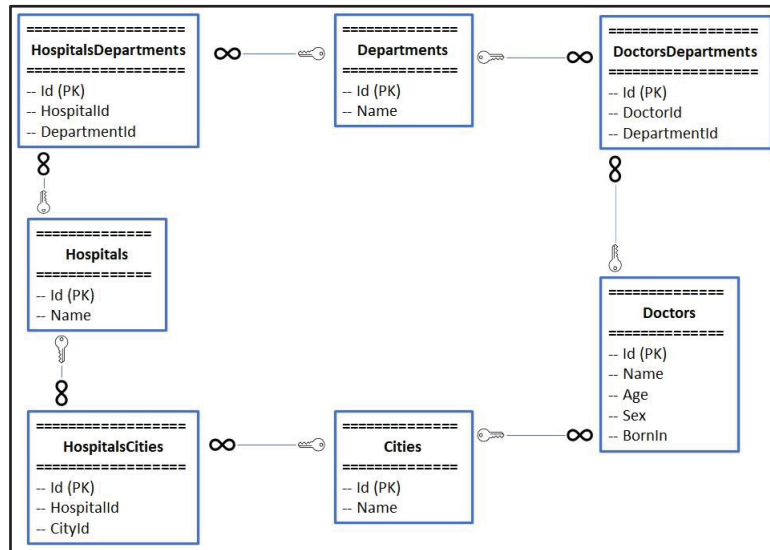 ==================
HospitalsDepartments
==================
-- Id (PK)
-- HospitalId
-- DepartmentId
=============
Departments
=============
-- Id (PK)
-- Name
=================
DoctorsDepartments
=================
-- Id (PK)
-- DoctorId
-- DepartmentId
==============
Hospitals
==============
-- Id (PK)
-- Name
==============
Doctors
==============
-- Id (PK)
-- Name
-- Age
-- Sex
-- BornIn
=================
HospitalsCities
=================
-- Id (PK)
-- HospitalId
-- CityId
=============
Cities
=============
-- Id (PK)
-- Name